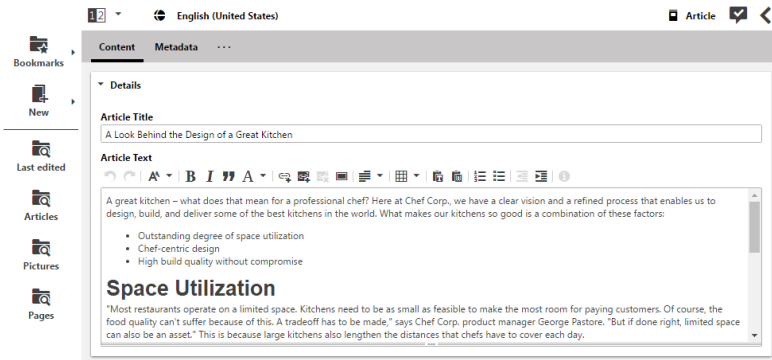 12 English (United States) Article
Content Metadata ...
Bookmarks
New
Last edited
Articles
Pictures
Pages
Details
Article Title
A Look Behind the Design of a Great Kitchen
Article Text
A great kitchen – what does that mean for a professional chef? Here at Chef Corp., we have a clear vision and a refined process that enables us to
design, build, and deliver some of the best kitchens in the world. What makes our kitchens so good is a combination of these factors:
• Outstanding degree of space utilization
• Chef-centric design
• High build quality without compromise
Space Utilization
"Most restaurants operate on a limited space. Kitchens need to be as small as feasible to make the most room for paying customers. Of course, the
food quality can't suffer because of this. A tradeoff has to be made," says Chef Corp. product manager George Pastore. "But if done right, limited space
can also be an asset." This is because large kitchens also lengthen the distances that chefs have to cover each day.